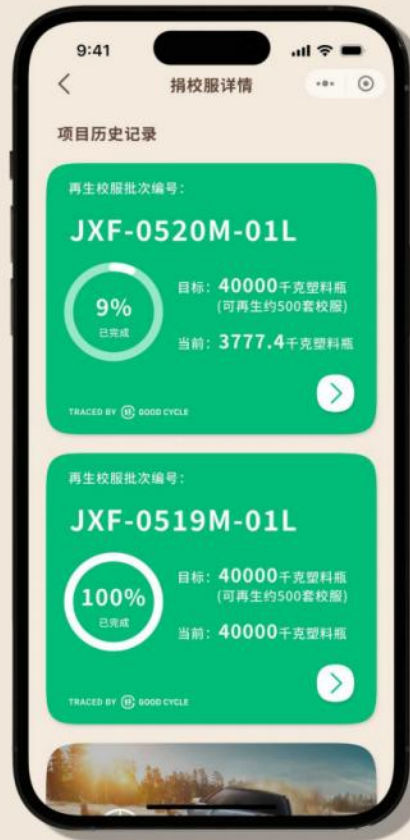 9:41
捐校服详情
项目历史记录
再生校服批次编号：
JXF-0520M-01L
9%
已完成
目标：40000千克塑料瓶
(可再生约500套校服)
当前：3777.4千克塑料瓶
TRACED BY GOOD CYCLE
再生校服批次编号：
JXF-0519M-01L
100%
已完成
目标：40000千克塑料瓶
(可再生约500套校服)
当前：40000千克塑料瓶
TRACED BY GOOD CYCLE